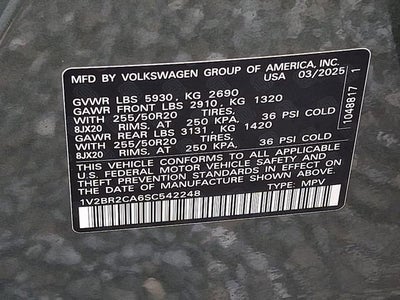 MFD BY VOLKSWAGEN GROUP OF AMERICA, INC.
USA 03/2025
GVWR LBS 5930, KG 2690
GAWR FRONT LBS 2910, KG 1320
WITH 255/50R20 TIRES,
8JX20 RIMS, AT 250 KPA. 36 PSI COLD
GAWR REAR LBS 3131, KG 1420
WITH 255/50R20 TIRES,
8JX20 RIMS, AT 250 KPA. 36 PSI COLD
THIS VEHICLE CONFORMS TO ALL APPLICABLE
U.S. FEDERAL MOTOR VEHICLE SAFETY AND
THEFT PREVENTION STANDARDS IN EFFECT ON
THE DATE OF MANUFACTURE SHOWN ABOVE.
1V2BR2CA6SC542248 TYPE: MPV
1048817 1